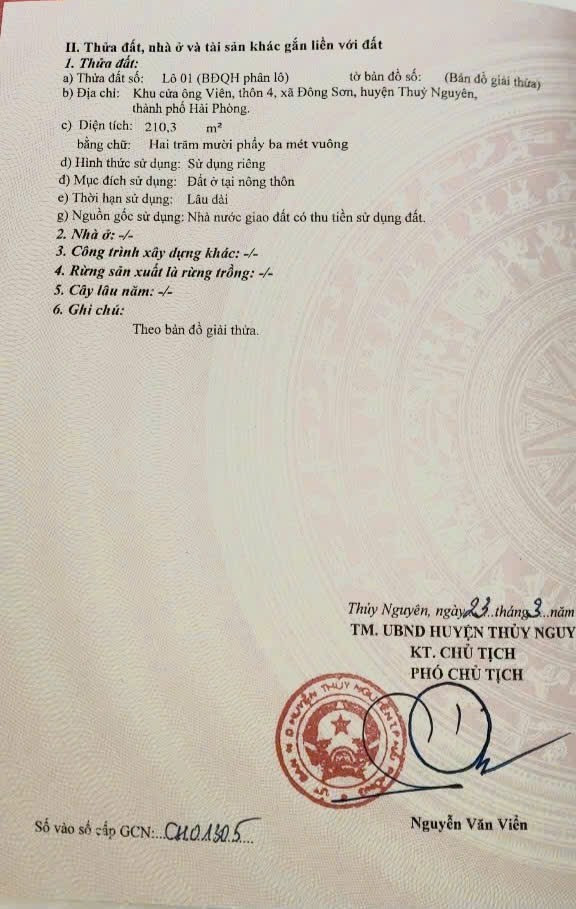 II. Thửa đất, nhà ở và tài sản khác gắn liền với đất
1. Thửa đất:
a) Thửa đất số: Lô 01 (BĐQH phân lô) tờ bản đồ số: (Bản đồ giải thửa)
b) Địa chỉ: Khu cửa ông Viên, thôn 4, xã Đông Sơn, huyện Thuỷ Nguyên,
thành phố Hải Phòng.
c) Diện tích: 210,3 m²
bằng chữ: Hai trăm mười phẩy ba mét vuông
d) Hình thức sử dụng: Sử dụng riêng
đ) Mục đích sử dụng: Đất ở tại nông thôn
e) Thời hạn sử dụng: Lâu dài
g) Nguồn gốc sử dụng: Nhà nước giao đất có thu tiền sử dụng đất.
2. Nhà ở: -/-
3. Công trình xây dựng khác: -/-
4. Rừng sản xuất là rừng trồng: -/-
5. Cây lâu năm: -/-
6. Ghi chú:
Theo bản đồ giải thửa.
Thủy Nguyên, ngày 23 tháng 3 năm
TM. UBND HUYỆN THỦY NGUY
KT. CHỦ TỊCH
PHÓ CHỦ TỊCH
HUYỆN THỦY NGUYÊN
Nguyễn Văn Viển
Số vào sổ cấp GCN: CH01305